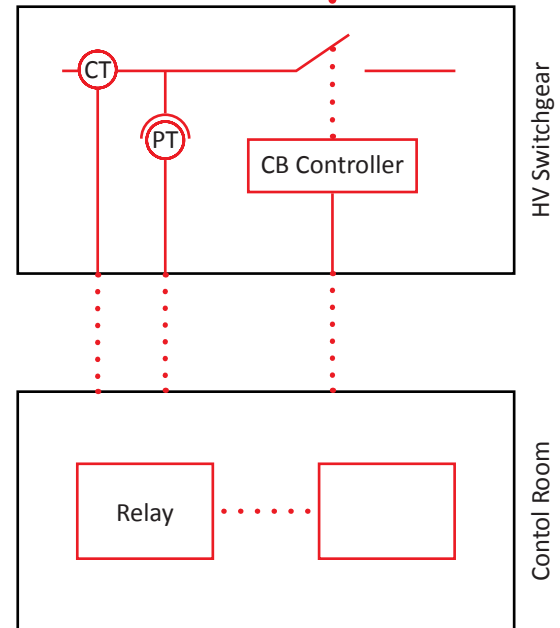 CT
PT
CB Controller
HV Switchgear
Relay
Contol Room